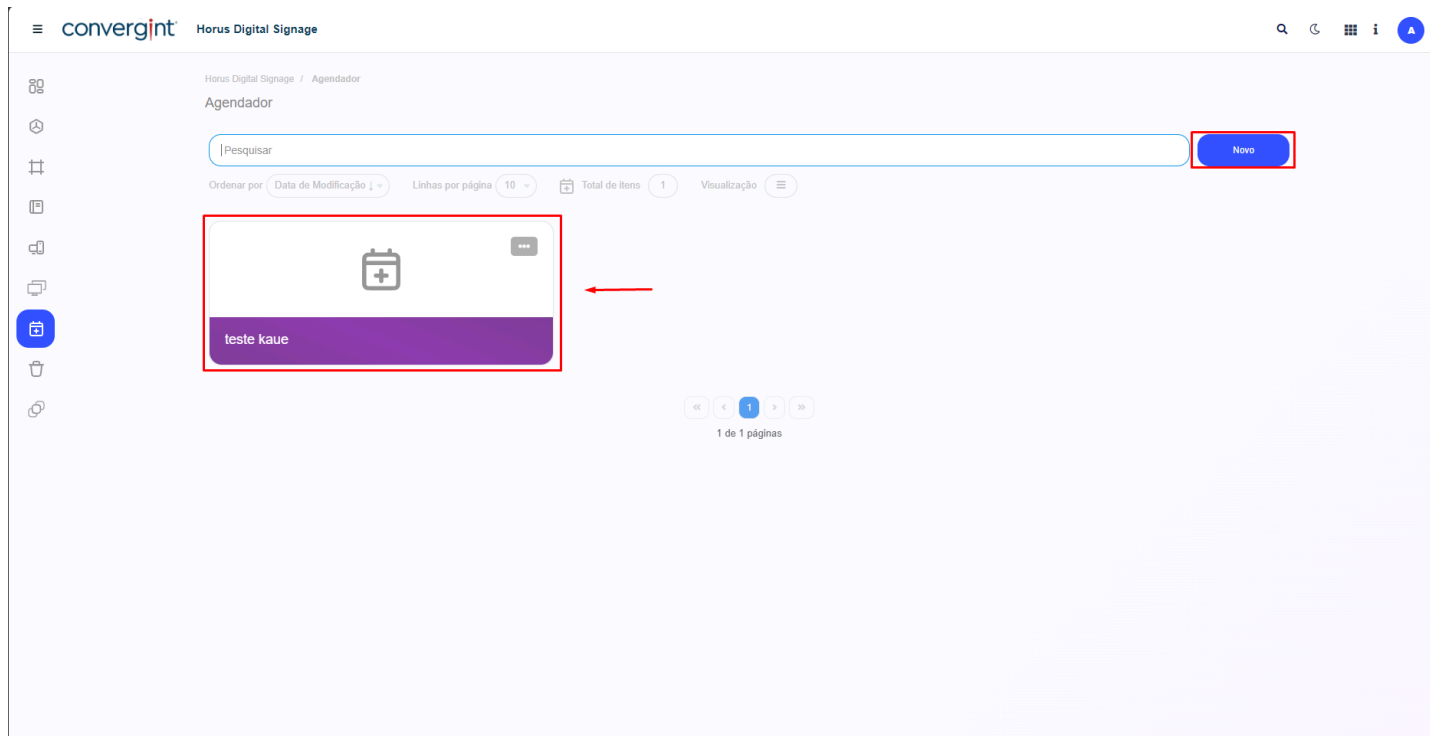 convergint Horus Digital Signage
A
Horus Digital Signage / Agendador
Agendador
Pesquisar
Novo
Ordenar por Data de Modificação ↓ Linhas por página 10 Total de itens 1 Visualização
teste kaue
« ‹ 1 › »
1 de 1 páginas